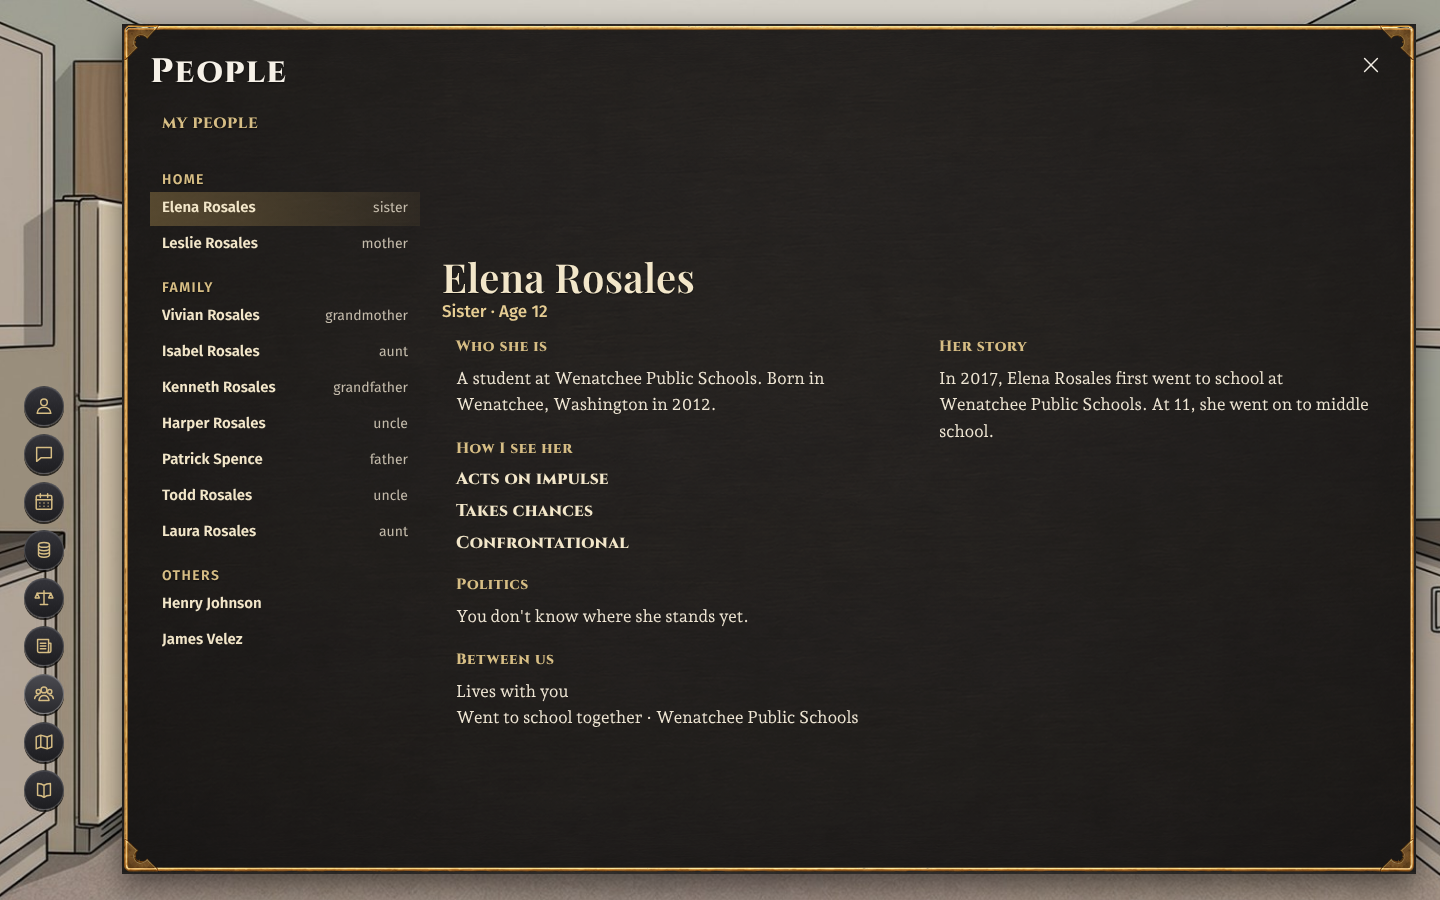 People
MY PEOPLE
HOME
Elena Rosales sister
Leslie Rosales mother
FAMILY
Vivian Rosales grandmother
Isabel Rosales aunt
Kenneth Rosales grandfather
Harper Rosales uncle
Patrick Spence father
Todd Rosales uncle
Laura Rosales aunt
OTHERS
Henry Johnson
James Velez
Elena Rosales
Sister · Age 12
Who she is
A student at Wenatchee Public Schools. Born in
Wenatchee, Washington in 2012.
How I see her
Acts on impulse
Takes chances
Confrontational
Politics
You don't know where she stands yet.
Between us
Lives with you
Went to school together · Wenatchee Public Schools
Her story
In 2017, Elena Rosales first went to school at
Wenatchee Public Schools. At 11, she went on to middle
school.